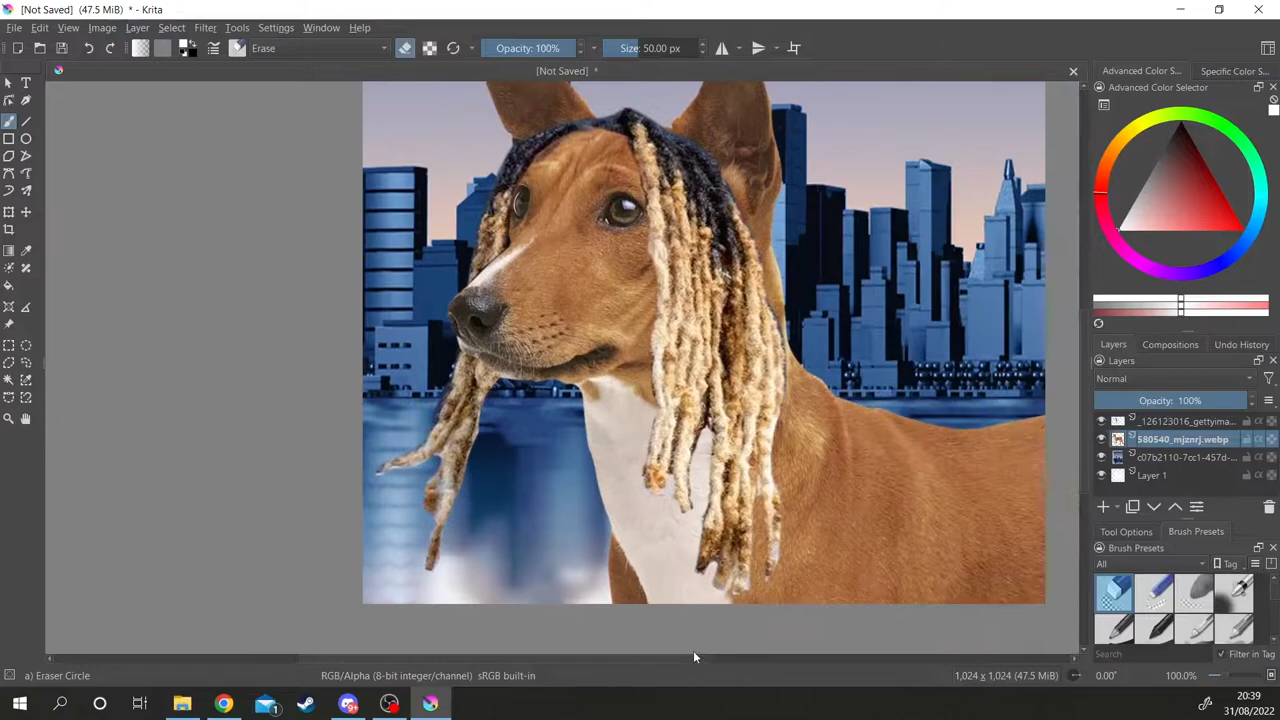 [Not Saved] (47.5 MiB) * - Krita
File Edit View Image Layer Select Filter Tools Settings Window Help
Erase Opacity: 100% Size: 50.00 px
[Not Saved] *
Advanced Color S... Specific Color S...
Advanced Color Selector
Layers Compositions Undo History
Layers
Normal
Opacity: 100%
_126123016_gettyima...
580540_mjznrj.webp
c07b2110-7cc1-457d-...
Layer 1
Tool Options Brush Presets
Brush Presets
All Tag
Search Filter in Tag
a) Eraser Circle RGB/Alpha (8-bit integer/channel) sRGB built-in 1,024 x 1,024 (47.5 MiB) 0.00° 100.0%
20:39
31/08/2022